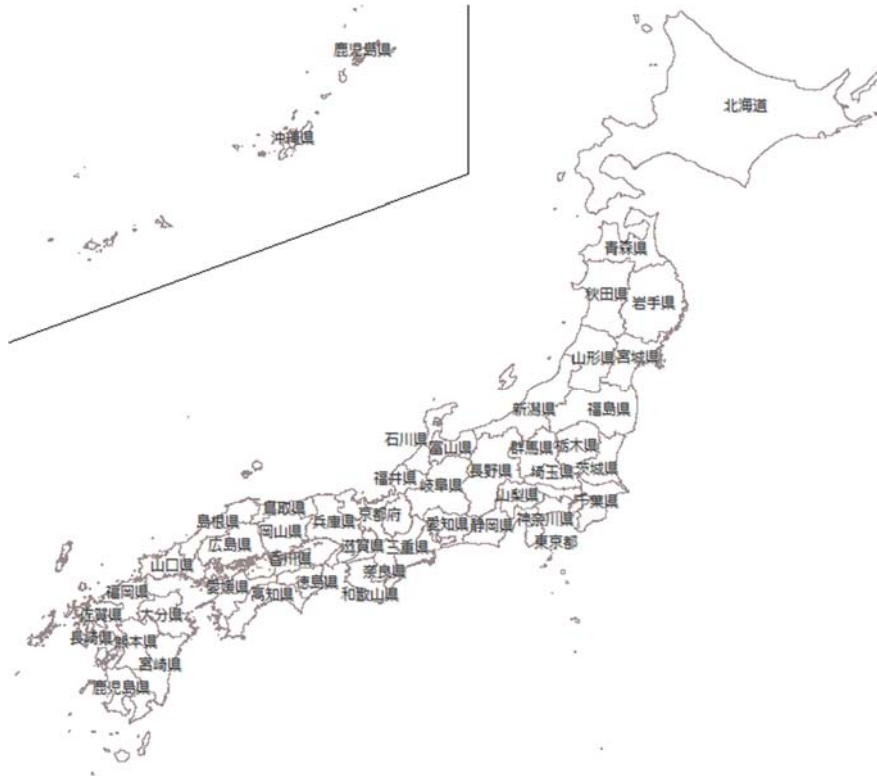 鹿児島県
沖縄県
北海道
青森県
秋田県
岩手県
山形県
宮城県
新潟県
福島県
石川県
富山県
群馬県
栃木県
福井県
岐阜県
長野県
埼玉県
茨城県
山梨県
千葉県
島根県
鳥取県
兵庫県
京都府
愛知県
静岡県
神奈川県
広島県
岡山県
滋賀県
三重県
東京都
山口県
香川県
奈良県
福岡県
愛媛県
高知県
徳島県
和歌山県
佐賀県
大分県
長崎県
熊本県
宮崎県
鹿児島県